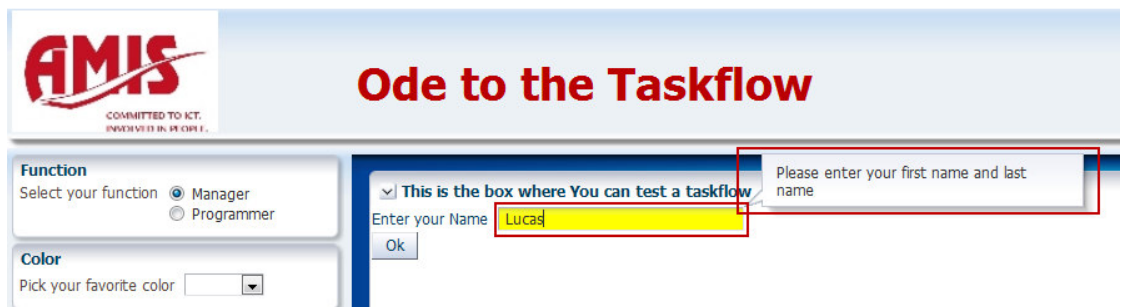 AMIS
COMMITTED TO ICT.
INVOLVED IN PEOPLE.
Ode to the Taskflow
Function
Select your function Manager
Programmer
Color
Pick your favorite color
This is the box where You can test a taskflow
Enter your Name Lucas
Ok
Please enter your first name and last
name